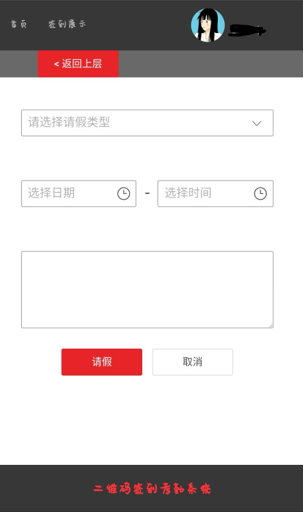 首页 签到展示
< 返回上层
请选择请假类型
选择日期 - 选择时间
请假 取消
二维码签到考勤系统